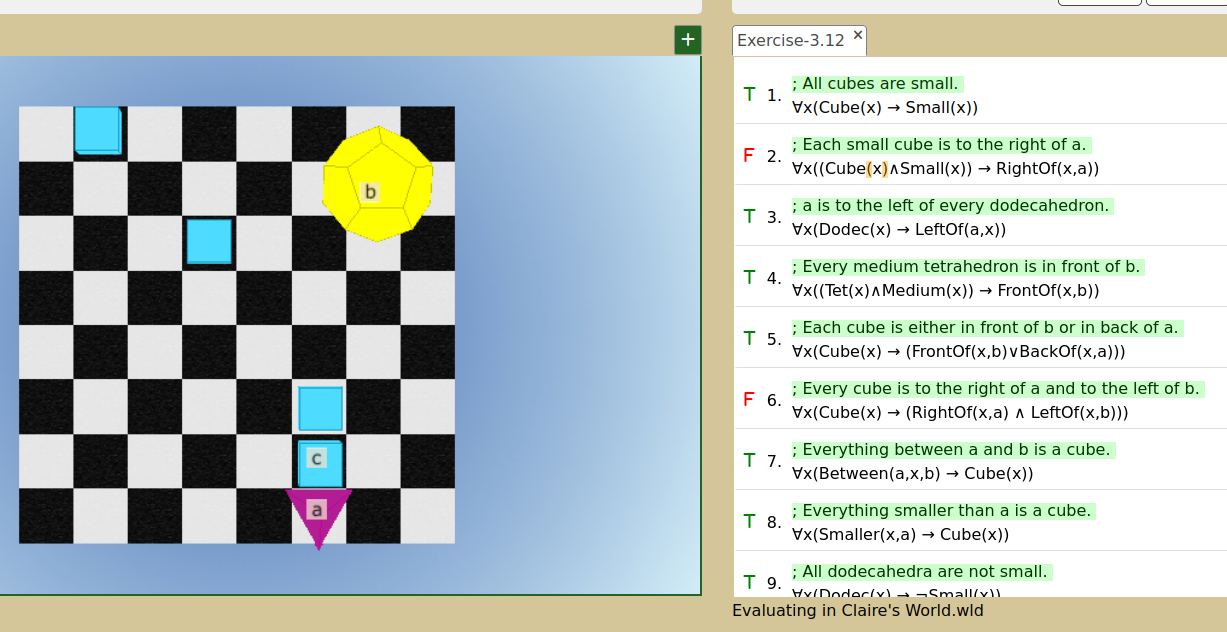 +
b
c
a
Exercise-3.12 ×
T 1. ; All cubes are small.
∀x(Cube(x) → Small(x))
F 2. ; Each small cube is to the right of a.
∀x((Cube(x)∧Small(x)) → RightOf(x,a))
T 3. ; a is to the left of every dodecahedron.
∀x(Dodec(x) → LeftOf(a,x))
T 4. ; Every medium tetrahedron is in front of b.
∀x((Tet(x)∧Medium(x)) → FrontOf(x,b))
T 5. ; Each cube is either in front of b or in back of a.
∀x(Cube(x) → (FrontOf(x,b)∨BackOf(x,a)))
F 6. ; Every cube is to the right of a and to the left of b.
∀x(Cube(x) → (RightOf(x,a) ∧ LeftOf(x,b)))
T 7. ; Everything between a and b is a cube.
∀x(Between(a,x,b) → Cube(x))
T 8. ; Everything smaller than a is a cube.
∀x(Smaller(x,a) → Cube(x))
T 9. ; All dodecahedra are not small.
∀x(Dodec(x) → ¬Small(x))
Evaluating in Claire's World.wld